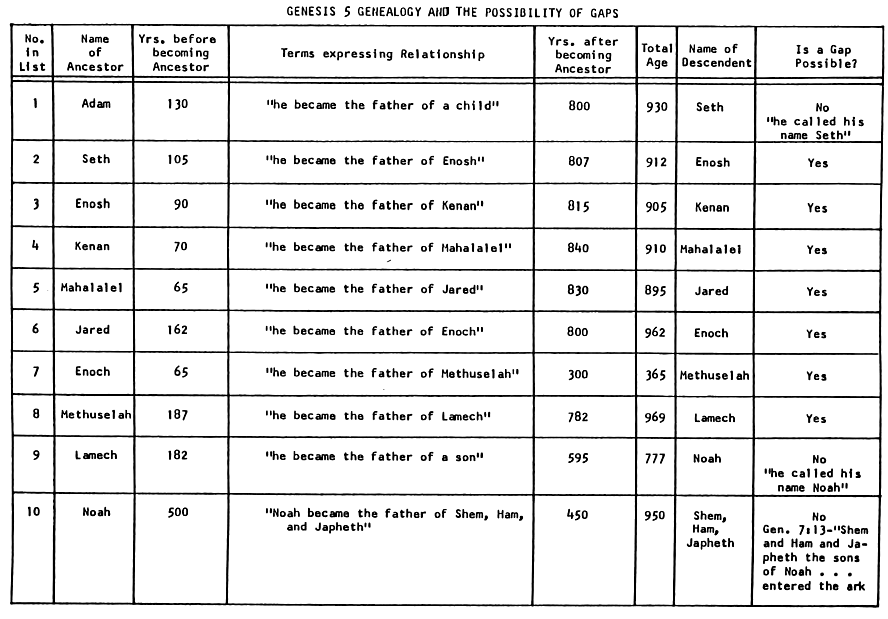 GENESIS 5 GENEALOGY AND THE POSSIBILITY OF GAPS
No. in List | Name of Ancestor | Yrs. before becoming Ancestor | Terms expressing Relationship | Yrs. after becoming Ancestor | Total Age | Name of Descendent | Is a Gap Possible?
1 | Adam | 130 | "he became the father of a child" | 800 | 930 | Seth | No "he called his name Seth"
2 | Seth | 105 | "he became the father of Enosh" | 807 | 912 | Enosh | Yes
3 | Enosh | 90 | "he became the father of Kenan" | 815 | 905 | Kenan | Yes
4 | Kenan | 70 | "he became the father of Mahalalel" | 840 | 910 | Mahalalel | Yes
5 | Mahalalel | 65 | "he became the father of Jared" | 830 | 895 | Jared | Yes
6 | Jared | 162 | "he became the father of Enoch" | 800 | 962 | Enoch | Yes
7 | Enoch | 65 | "he became the father of Methuselah" | 300 | 365 | Methuselah | Yes
8 | Methuselah | 187 | "he became the father of Lamech" | 782 | 969 | Lamech | Yes
9 | Lamech | 182 | "he became the father of a son" | 595 | 777 | Noah | No "he called his name Noah"
10 | Noah | 500 | "Noah became the father of Shem, Ham, and Japheth" | 450 | 950 | Shem, Ham, Japheth | No Gen. 7:13-"Shem and Ham and Ja-pheth the sons of Noah . . . entered the ark